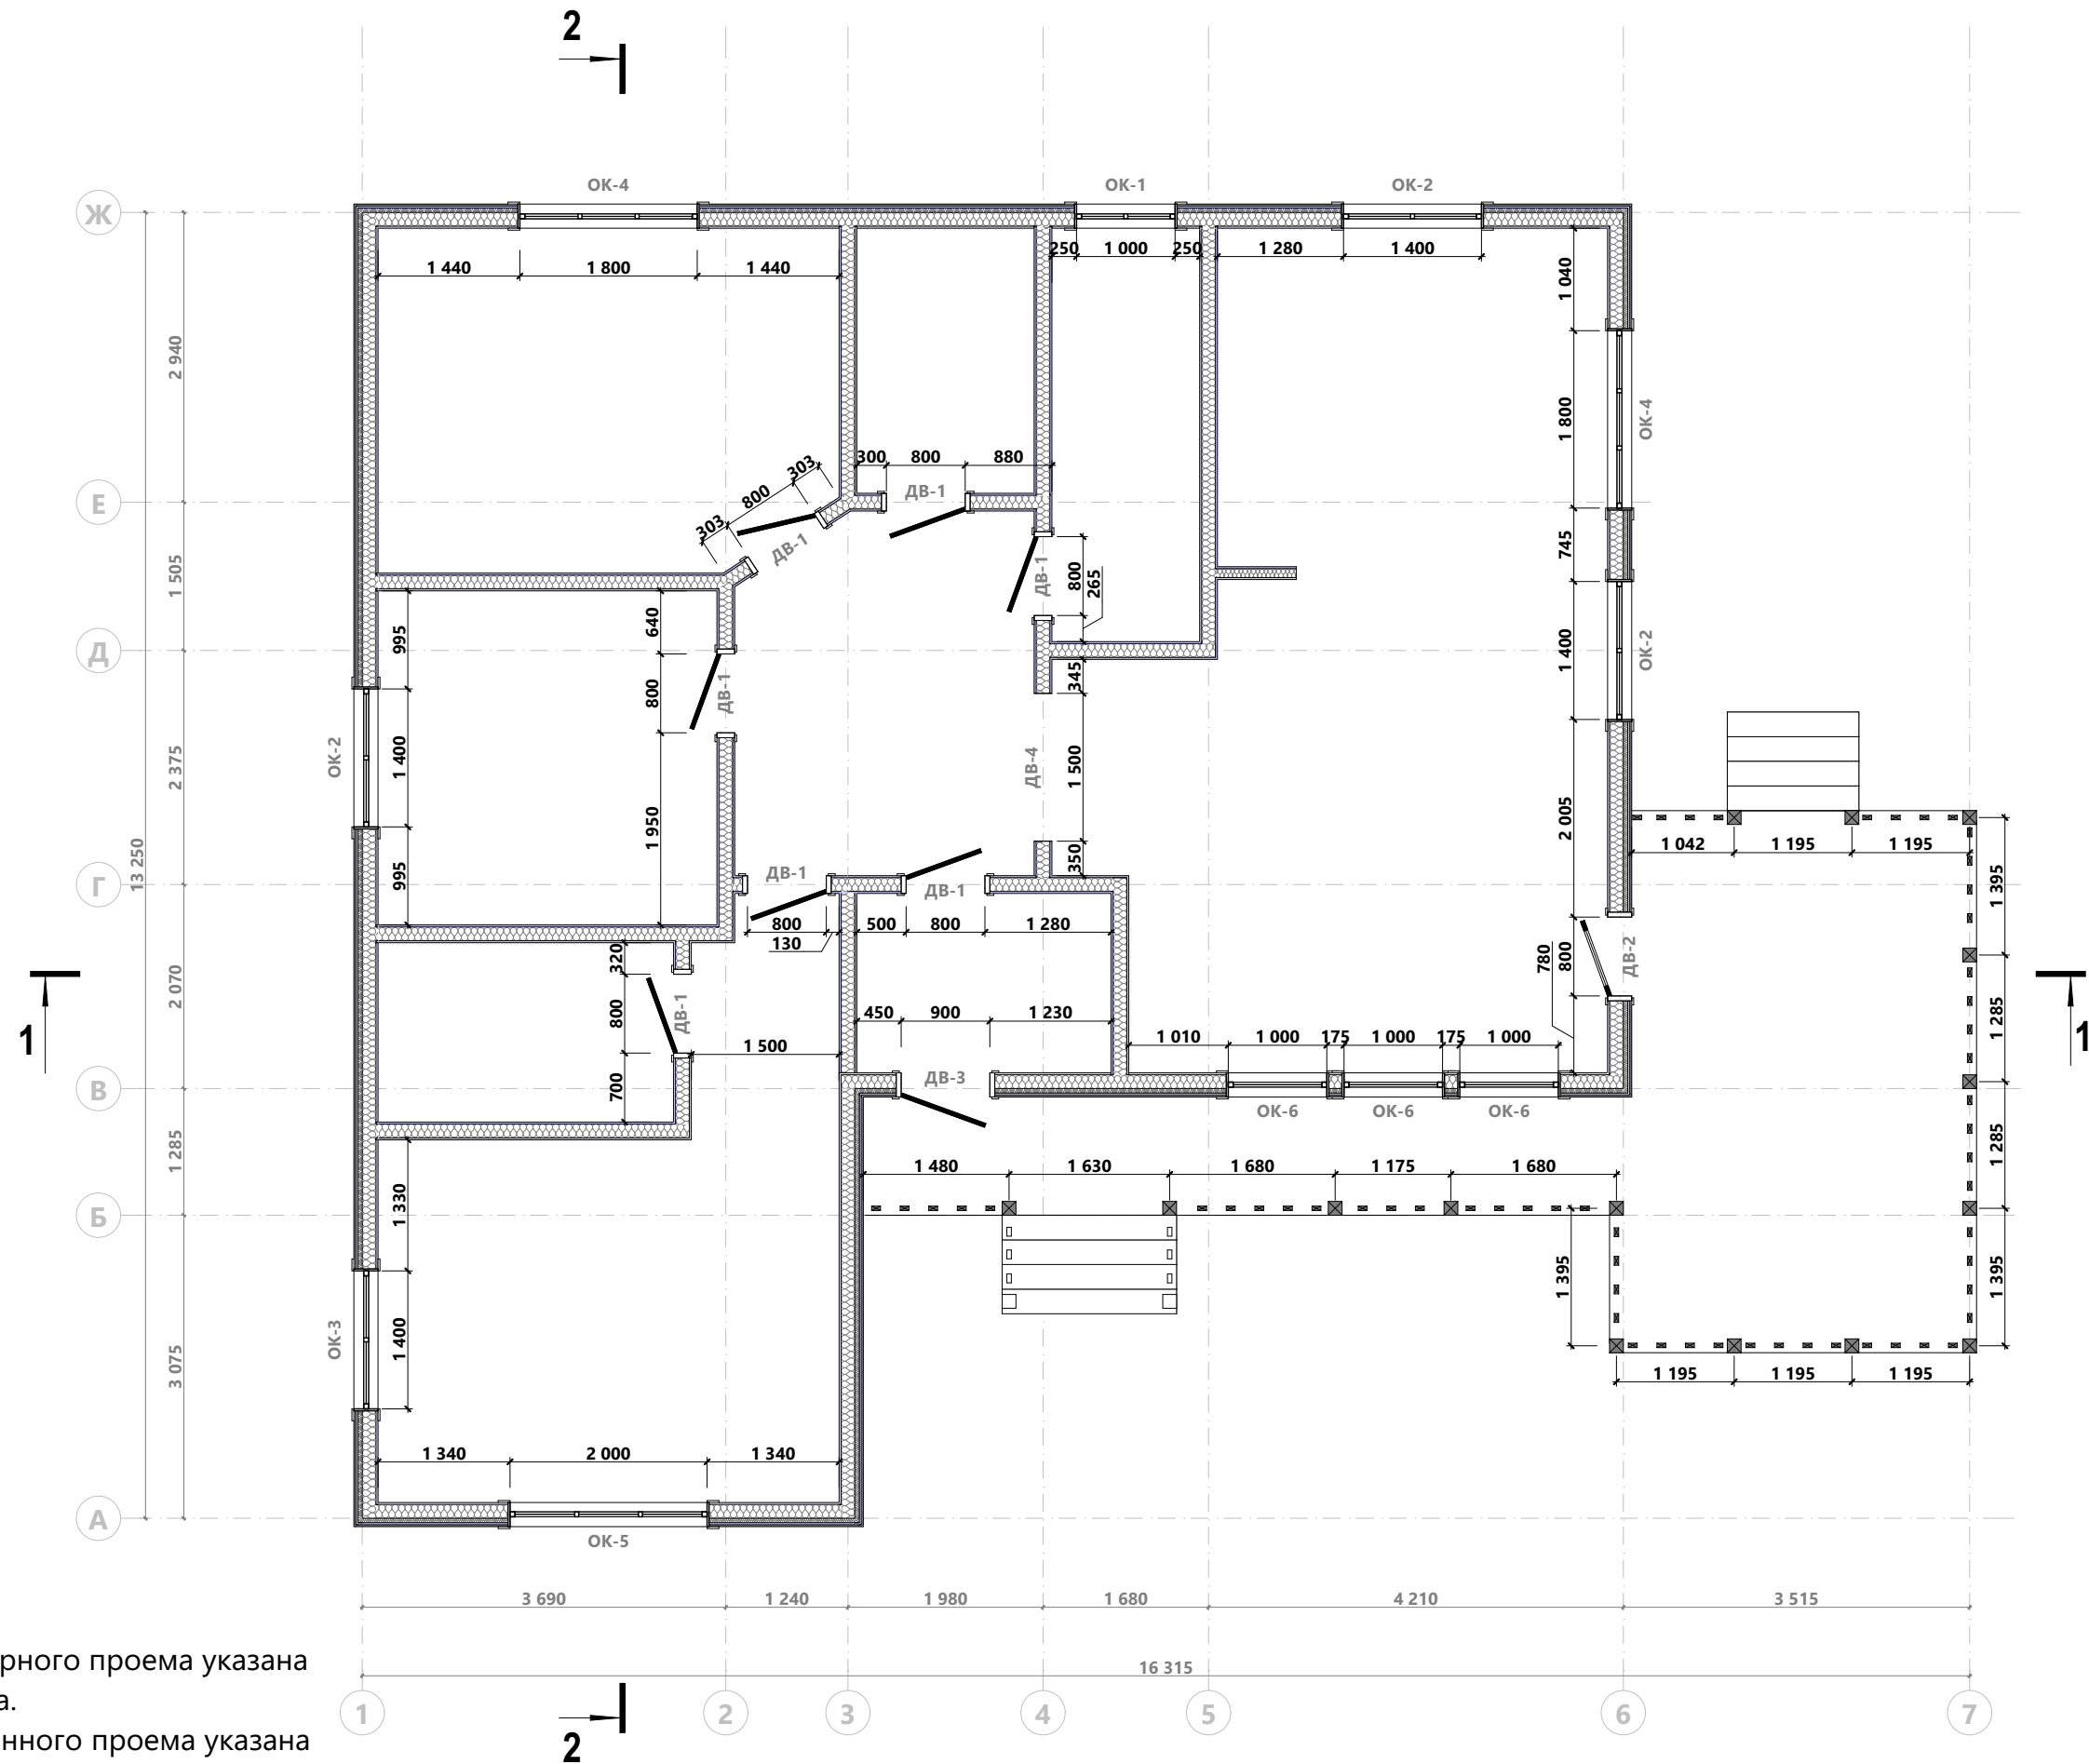 2
ОК-4 ОК-1 ОК-2
Ж
1 440 1 800 1 440
250 1 000 250 1 280 1 400
1 040
2 940
1 800
ОК-4
300 800 880
303 800 303
ДВ-1
ДВ-1
Е
745
1 505
640
995
ДВ-1
800
265
Д
1 400
ОК-2
345
800
ДВ-1
ОК-2
1 400
2 375
ДВ-4
1 500
1 950
2 005
1 042 1 195 1 195
13 250
350
995
ДВ-1
ДВ-1
Г
1 395
800 500 800 1 280
130
320
780
800
ДВ-2
2 070
1
800
ДВ-1
450 900 1 230
1 285
1
1 500
1 010 1 000 175 1 000 175 1 000
700
ДВ-3
В
ОК-6 ОК-6 ОК-6
1 285
1 285
1 480 1 630 1 680 1 175 1 680
1 330
Б
1 395
1 395
ОК-3
1 400
3 075
1 195 1 195 1 195
1 340 2 000 1 340
А
ОК-5
3 690 1 240 1 980 1 680 4 210 3 515
рного проема указана
16 315
а.
1 2 3 4 5 6 7
нного проема указана
2